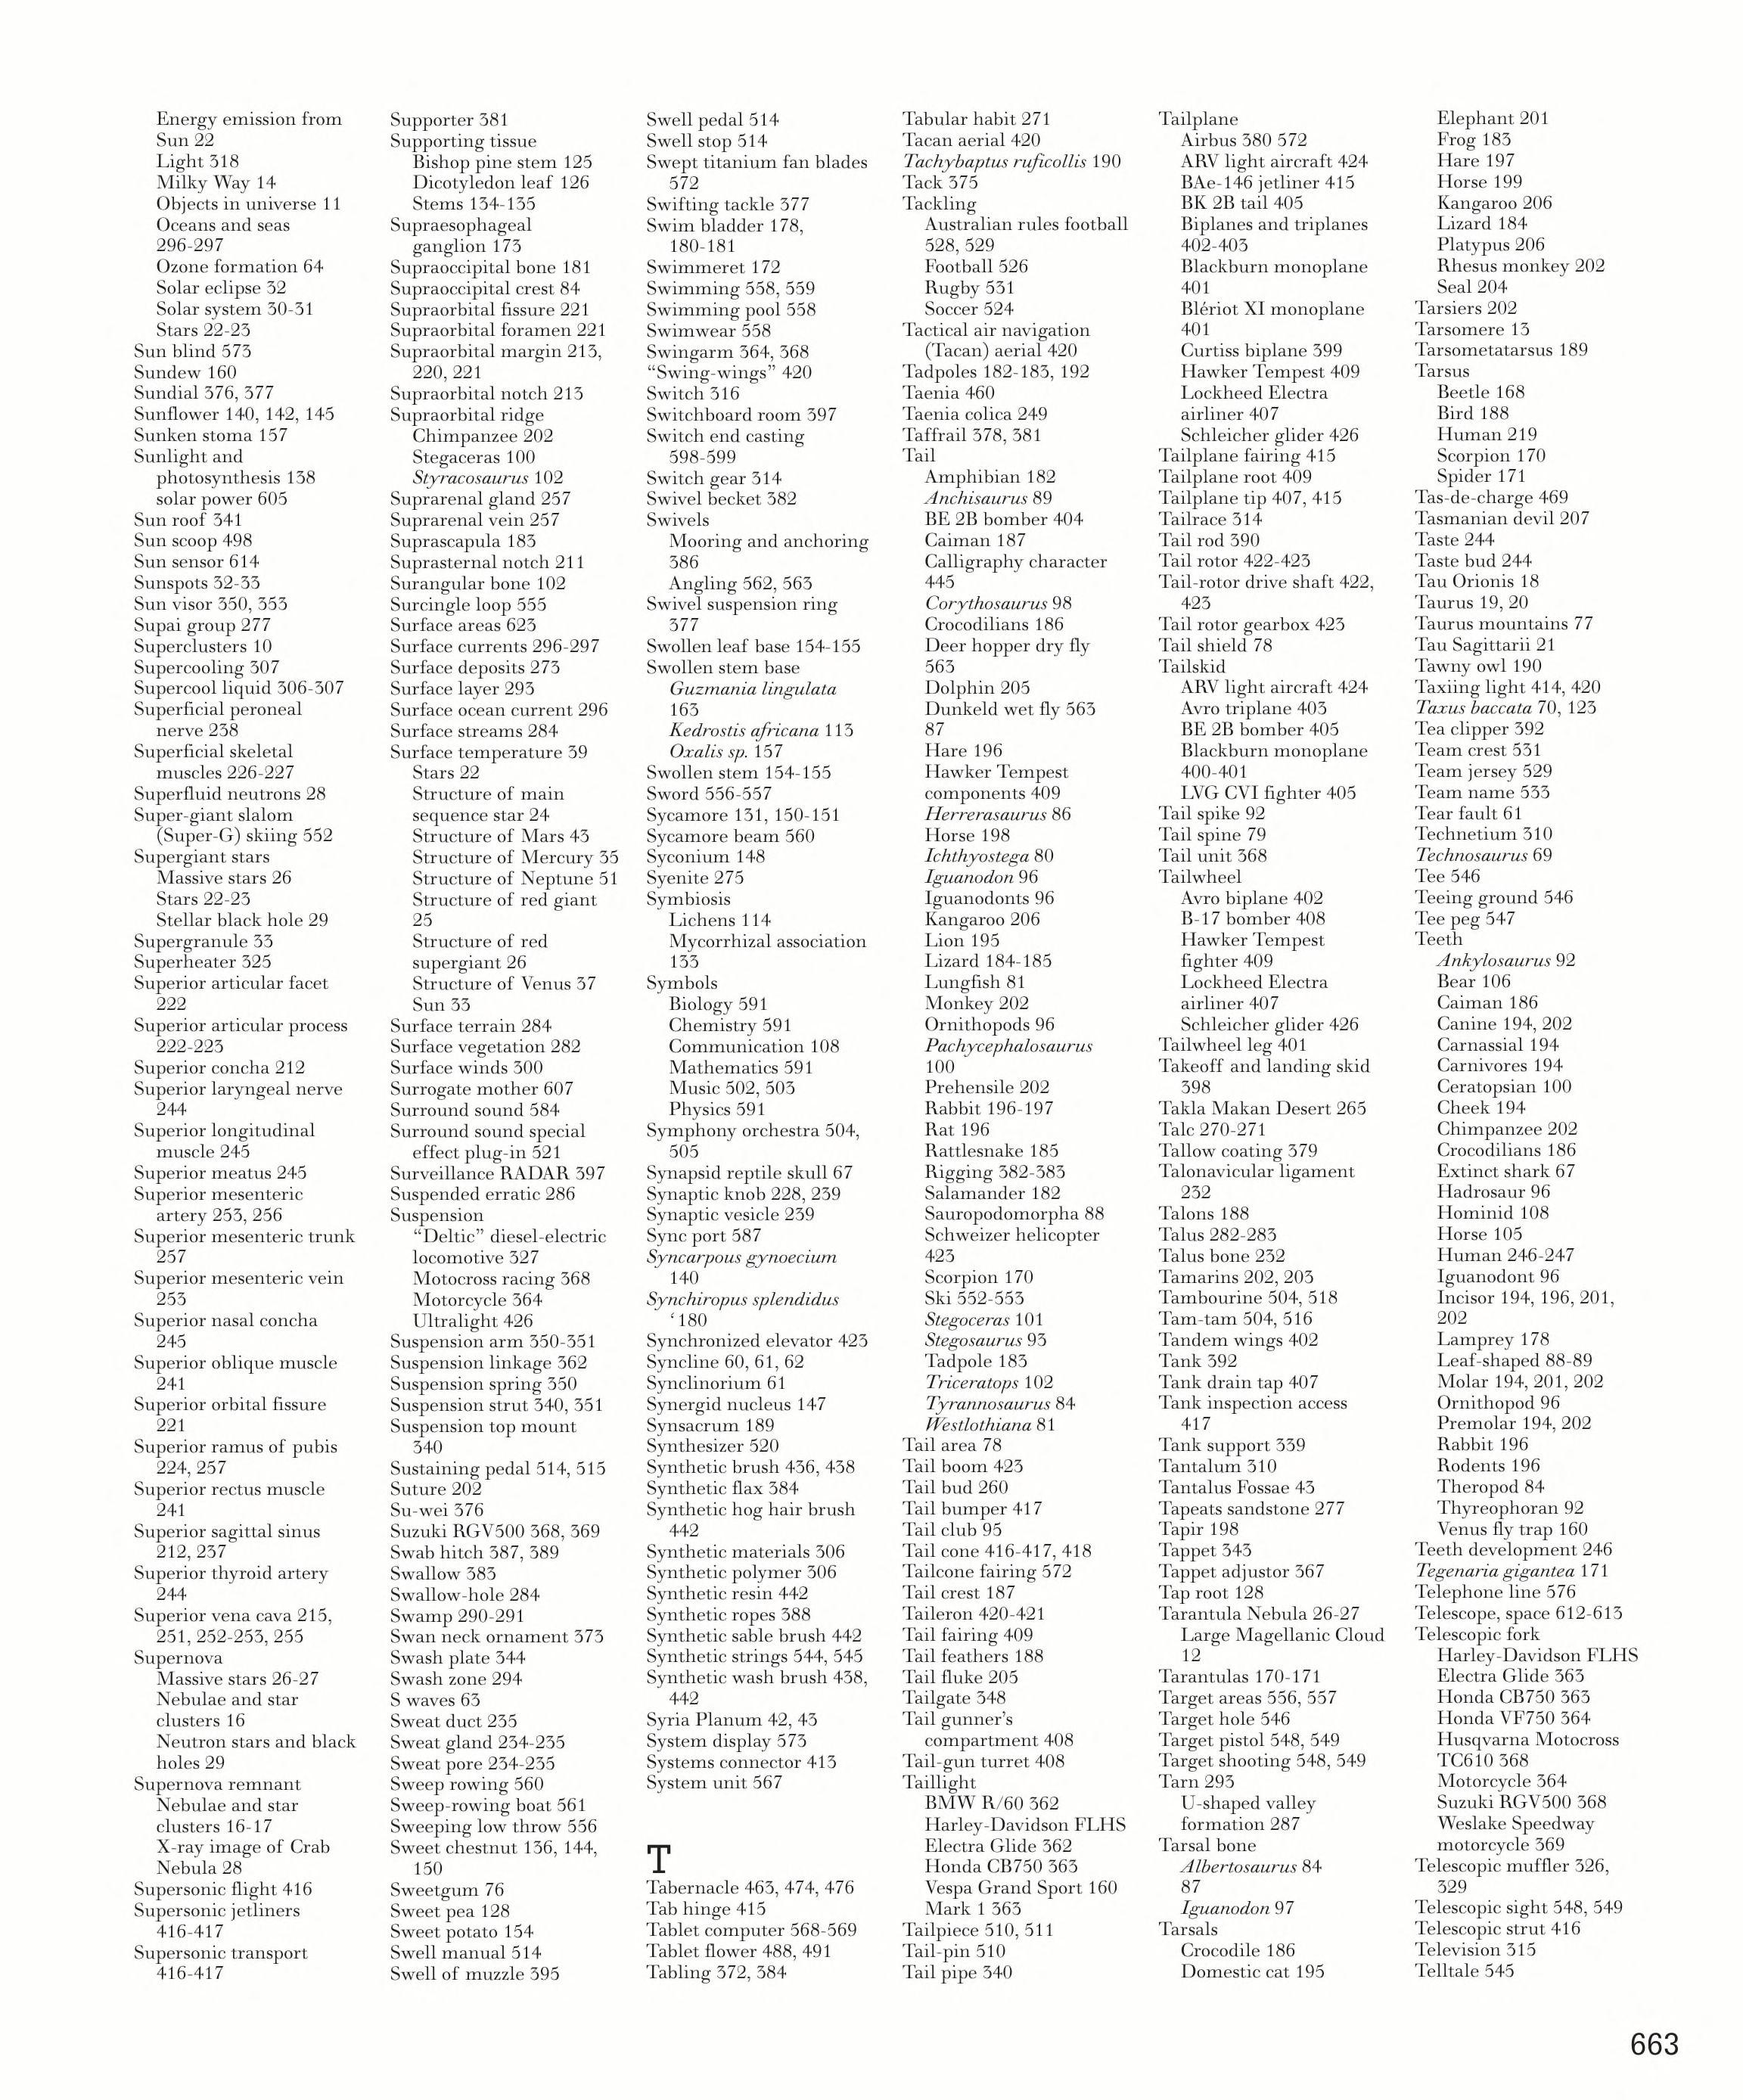 Energy emission from
Sun 22
Light 318
Milky Way 14
Objects in universe 11
Oceans and seas
296-297
Ozone formation 64
Solar eclipse 32
Solar system 30-31
Stars 22-23
Sun blind 573
Sundew 160
Sundial 376, 377
Sunflower 140, 142, 145
Sunken stoma 157
Sunlight and
photosynthesis 138
solar power 605
Sun roof 341
Sun scoop 498
Sun sensor 614
Sunspots 32-33
Sun visor 350, 353
Supai group 277
Superclusters 10
Supercooling 307
Supercool liquid 306-307
Superficial peroneal
nerve 238
Superficial skeletal
muscles 226-227
Superfluid neutrons 28
Super-giant slalom
(Super-G) skiing 552
Supergiant stars
Massive stars 26
Stars 22-23
Stellar black hole 29
Supergranule 33
Superheater 325
Superior articular facet
222
Superior articular process
222-223
Superior concha 212
Superior laryngeal nerve
244
Superior longitudinal
muscle 245
Superior meatus 245
Superior mesenteric
artery 253, 256
Superior mesenteric trunk
257
Superior mesenteric vein
253
Superior nasal concha
245
Superior oblique muscle
241
Superior orbital fissure
221
Superior ramus of pubis
224, 257
Superior rectus muscle
241
Superior sagittal sinus
212, 237
Superior thyroid artery
244
Superior vena cava 215,
251, 252-253, 255
Supernova
Massive stars 26-27
Nebulae and star
clusters 16
Neutron stars and black
holes 29
Supernova remnant
Nebulae and star
clusters 16-17
X-ray image of Crab
Nebula 28
Supersonic flight 416
Supersonic jetliners
416-417
Supersonic transport
416-417
Supporter 381
Supporting tissue
Bishop pine stem 125
Dicotyledon leaf 126
Stems 134-135
Supraesophageal
ganglion 173
Supraoccipital bone 181
Supraoccipital crest 84
Supraorbital fissure 221
Supraorbital foramen 221
Supraorbital margin 213,
220, 221
Supraorbital notch 213
Supraorbital ridge
Chimpanzee 202
Stegaceras 100
Styracosaurus 102
Suprarenal gland 257
Suprarenal vein 257
Suprascapula 183
Suprasternal notch 211
Surangular bone 102
Surcingle loop 555
Surface areas 623
Surface currents 296-297
Surface deposits 273
Surface layer 293
Surface ocean current 296
Surface streams 284
Surface temperature 39
Stars 22
Structure of main
sequence star 24
Structure of Mars 43
Structure of Mercury 35
Structure of Neptune 51
Structure of red giant
25
Structure of red
supergiant 26
Structure of Venus 37
Sun 33
Surface terrain 284
Surface vegetation 282
Surface winds 300
Surrogate mother 607
Surround sound 584
Surround sound special
effect plug-in 521
Surveillance RADAR 397
Suspended erratic 286
Suspension
“Deltic” diesel-electric
locomotive 327
Motocross racing 368
Motorcycle 364
Ultralight 426
Suspension arm 350-351
Suspension linkage 362
Suspension spring 350
Suspension strut 340, 351
Suspension top mount
340
Sustaining pedal 514, 515
Suture 202
Su-wei 376
Suzuki RGV500 368, 369
Swab hitch 387, 389
Swallow 383
Swallow-hole 284
Swamp 290-291
Swan neck ornament 373
Swash plate 344
Swash zone 294
S waves 63
Sweat duct 235
Sweat gland 234-235
Sweat pore 234-235
Sweep rowing 560
Sweep-rowing boat 561
Sweeping low throw 556
Sweet chestnut 136, 144,
150
Sweetgum 76
Sweet pea 128
Sweet potato 154
Swell manual 514
Swell of muzzle 395
Swell pedal 514
Swell stop 514
Swept titanium fan blades
572
Swifting tackle 377
Swim bladder 178,
180-181
Swimmeret 172
Swimming 558, 559
Swimming pool 558
Swimwear 558
Swingarm 364, 368
“Swing-wings” 420
Switch 316
Switchboard room 397
Switch end casting
598-599
Switch gear 314
Swivel becket 382
Swivels
Mooring and anchoring
386
Angling 562, 563
Swivel suspension ring
377
Swollen leaf base 154-155
Swollen stem base
Guzmania lingulata
163
Kedrostis africana 113
Oxalis sp. 157
Swollen stem 154-155
Sword 556-557
Sycamore 131, 150-151
Sycamore beam 560
Syconium 148
Syenite 275
Symbiosis
Lichens 114
Mycorrhizal association
133
Symbols
Biology 591
Chemistry 591
Communication 108
Mathematics 591
Music 502, 503
Physics 591
Symphony orchestra 504,
505
Synapsid reptile skull 67
Synaptic knob 228, 239
Synaptic vesicle 239
Sync port 587
Syncarpous gynoecium
140
Synchiropus splendidus
‘ 180
Synchronized elevator 423
Syncline 60, 61, 62
Synclinorium 61
Synergid nucleus 147
Synsacrum 189
Synthesizer 520
Synthetic brush 436, 438
Synthetic flax 384
Synthetic hog hair brush
442
Synthetic materials 306
Synthetic polymer 306
Synthetic resin 442
Synthetic ropes 388
Synthetic sable brush 442
Synthetic strings 544, 545
Synthetic wash brush 438,
442
Syria Planum 42, 43
System display 573
Systems connector 413
System unit 567
T
Tabernacle 463, 474, 476
Tab hinge 415
Tablet computer 568-569
Tablet flower 488, 491
Tabling 372, 384
Tabular habit 271
Tacan aerial 420
Tachybaptus ruficollis 190
Tack 375
Tackling
Australian rules football
528, 529
Football 526
Rugby 531
Soccer 524
Tactical air navigation
(Tacan) aerial 420
Tadpoles 182-183, 192
Taenia 460
Taenia colica 249
Taffrail 378, 381
Tail
Amphibian 182
Anchisaurus 89
BE 2B bomber 404
Caiman 187
Calligraphy character
445
Corythosaurus 98
Crocodilians 186
Deer hopper dry fly
563
Dolphin 205
Dunkeld wet fly 563
87
Hare 196
Hawker Tempest
components 409
Herrerasaurus 86
Horse 198
Ichthyostega 80
Iguanodon 96
Iguanodonts 96
Kangaroo 206
Lion 195
Lizard 184-185
Lungfish 81
Monkey 202
Ornithopods 96
Pachycephalosaurus
100
Prehensile 202
Rabbit 196-197
Rat 196
Rattlesnake 185
Rigging 382-383
Salamander 182
Sauropodomorpha 88
Schweizer helicopter
423
Scorpion 170
Ski 552-553
Stegoceras 101
Stegosaurus 93
Tadpole 183
Triceratops 102
Tyrannosaurus 84
Westlothiana 81
Tail area 78
Tail boom 423
Tail bud 260
Tail bumper 417
Tail club 95
Tail cone 416-417, 418
Tailcone fairing 572
Tail crest 187
Taileron 420-421
Tail fairing 409
Tail feathers 188
Tail fluke 205
Tailgate 348
Tail gunner’s
compartment 408
Tail-gun turret 408
Taillight
BMW R/60 362
Harley-Davidson FLHS
Electra Glide 362
Honda CB750 363
Vespa Grand Sport 160
Mark 1 363
Tailpiece 510, 511
Tail-pin 510
Tail pipe 340
Tailplane
Airbus 380 572
ARV light aircraft 424
BAe-146 jetliner 415
BK 2B tail 405
Biplanes and triplanes
402-403
Blackburn monoplane
401
Blériot XI monoplane
401
Curtiss biplane 399
Hawker Tempest 409
Lockheed Electra
airliner 407
Schleicher glider 426
Tailplane fairing 415
Tailplane root 409
Tailplane tip 407, 415
Tailrace 314
Tail rod 390
Tail rotor 422-423
Tail-rotor drive shaft 422,
423
Tail rotor gearbox 423
Tail shield 78
Tailskid
ARV light aircraft 424
Avro triplane 403
BE 2B bomber 405
Blackburn monoplane
400-401
LVG CVI fighter 405
Tail spike 92
Tail spine 79
Tail unit 368
Tailwheel
Avro biplane 402
B-17 bomber 408
Hawker Tempest
fighter 409
Lockheed Electra
airliner 407
Schleicher glider 426
Tailwheel leg 401
Takeoff and landing skid
398
Takla Makan Desert 265
Talc 270-271
Tallow coating 379
Talonavicular ligament
232
Talons 188
Talus 282-283
Talus bone 232
Tamarins 202, 203
Tambourine 504, 518
Tam-tam 504, 516
Tandem wings 402
Tank 392
Tank drain tap 407
Tank inspection access
417
Tank support 339
Tantalum 310
Tantalus Fossae 43
Tapeats sandstone 277
Tapir 198
Tappet 343
Tappet adjustor 367
Tap root 128
Tarantula Nebula 26-27
Large Magellanic Cloud
12
Tarantulas 170-171
Target areas 556, 557
Target hole 546
Target pistol 548, 549
Target shooting 548, 549
Tarn 293
U-shaped valley
formation 287
Tarsal bone
Albertosaurus 84
87
Iguanodon 97
Tarsals
Crocodile 186
Domestic cat 195
Elephant 201
Frog 183
Hare 197
Horse 199
Kangaroo 206
Lizard 184
Platypus 206
Rhesus monkey 202
Seal 204
Tarsiers 202
Tarsomere 13
Tarsometatarsus 189
Tarsus
Beetle 168
Bird 188
Human 219
Scorpion 170
Spider 171
Tas-de-charge 469
Tasmanian devil 207
Taste 244
Taste bud 244
Tau Orionis 18
Taurus 19, 20
Taurus mountains 77
Tau Sagittarii 21
Tawny owl 190
Taxiing light 414, 420
Taxus baccata 70, 123
Tea clipper 392
Team crest 531
Team jersey 529
Team name 533
Tear fault 61
Technetium 310
Technosaurus 69
Tee 546
Teeing ground 546
Tee peg 547
Teeth
Ankylosaurus 92
Bear 106
Caiman 186
Canine 194, 202
Carnassial 194
Carnivores 194
Ceratopsian 100
Cheek 194
Chimpanzee 202
Crocodilians 186
Extinct shark 67
Hadrosaur 96
Hominid 108
Horse 105
Human 246-247
Iguanodont 96
Incisor 194, 196, 201,
202
Lamprey 178
Leaf-shaped 88-89
Molar 194, 201, 202
Ornithopod 96
Premolar 194, 202
Rabbit 196
Rodents 196
Theropod 84
Thyreophoran 92
Venus fly trap 160
Teeth development 246
Tegenaria gigantea 171
Telephone line 576
Telescope, space 612-613
Telescopic fork
Harley-Davidson FLHS
Electra Glide 363
Honda CB750 363
Honda VF750 364
Husqvarna Motocross
TC610 368
Motorcycle 364
Suzuki RGV500 368
Weslake Speedway
motorcycle 369
Telescopic muffler 326,
329
Telescopic sight 548, 549
Telescopic strut 416
Television 315
Telltale 545
663